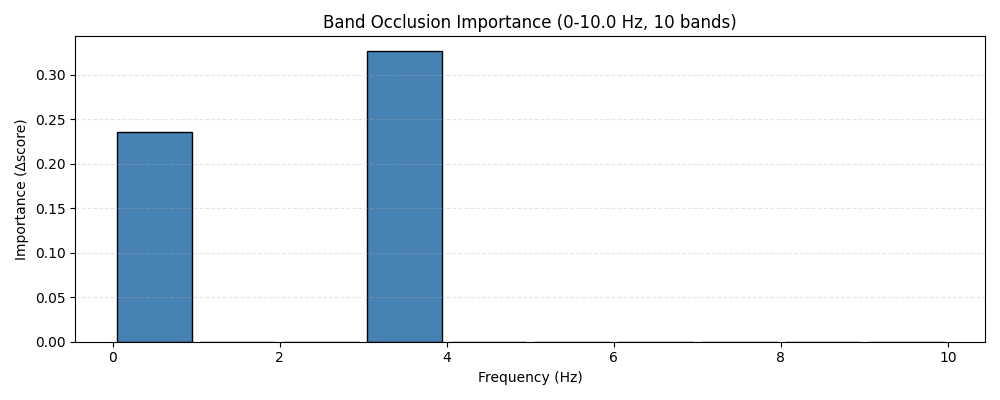 Band Occlusion Importance (0-10.0 Hz, 10 bands)
Importance (Δscore)
0.30
0.25
0.20
0.15
0.10
0.05
0.00
0 2 4 6 8 10
Frequency (Hz)